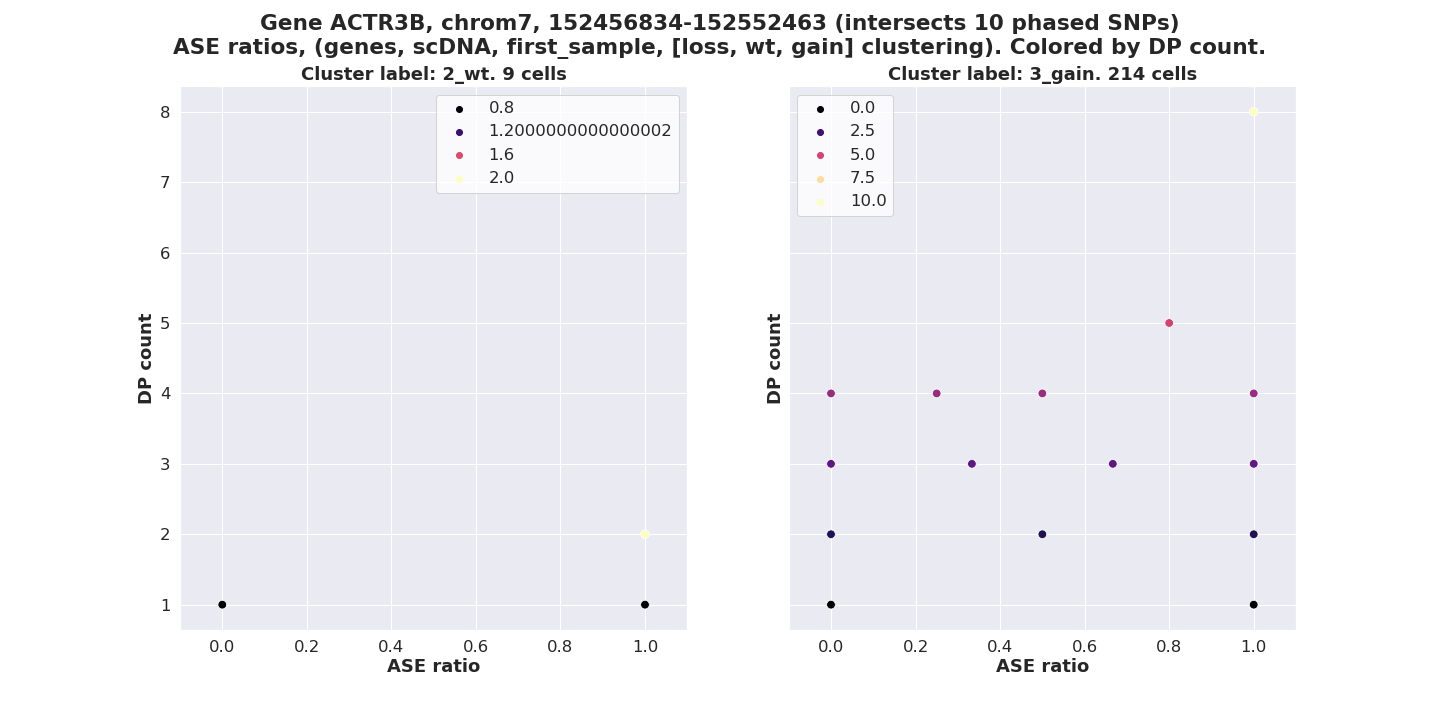 Gene ACTR3B, chrom7, 152456834-152552463 (intersects 10 phased SNPs)
ASE ratios, (genes, scDNA, first_sample, [loss, wt, gain] clustering). Colored by DP count.
Cluster label: 2_wt. 9 cells
0.8
1.2000000000000002
1.6
2.0
8
7
6
5
4
3
2
1
DP count
0.0 0.2 0.4 0.6 0.8 1.0
ASE ratio
Cluster label: 3_gain. 214 cells
0.0
2.5
5.0
7.5
10.0
DP count
0.0 0.2 0.4 0.6 0.8 1.0
ASE ratio